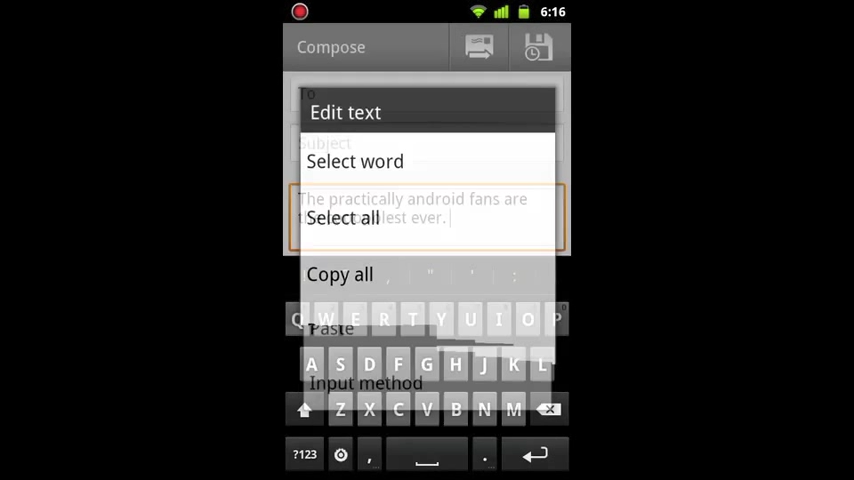 6:16
Compose
To
Edit text
Subject
Select word
The practically android fans are
Select all
ever.
Copy all
, " ' ;
Q W E R T Y U I O P
Paste
A S D F G H J K L
Input method
Z X C V B N M
?123 , .